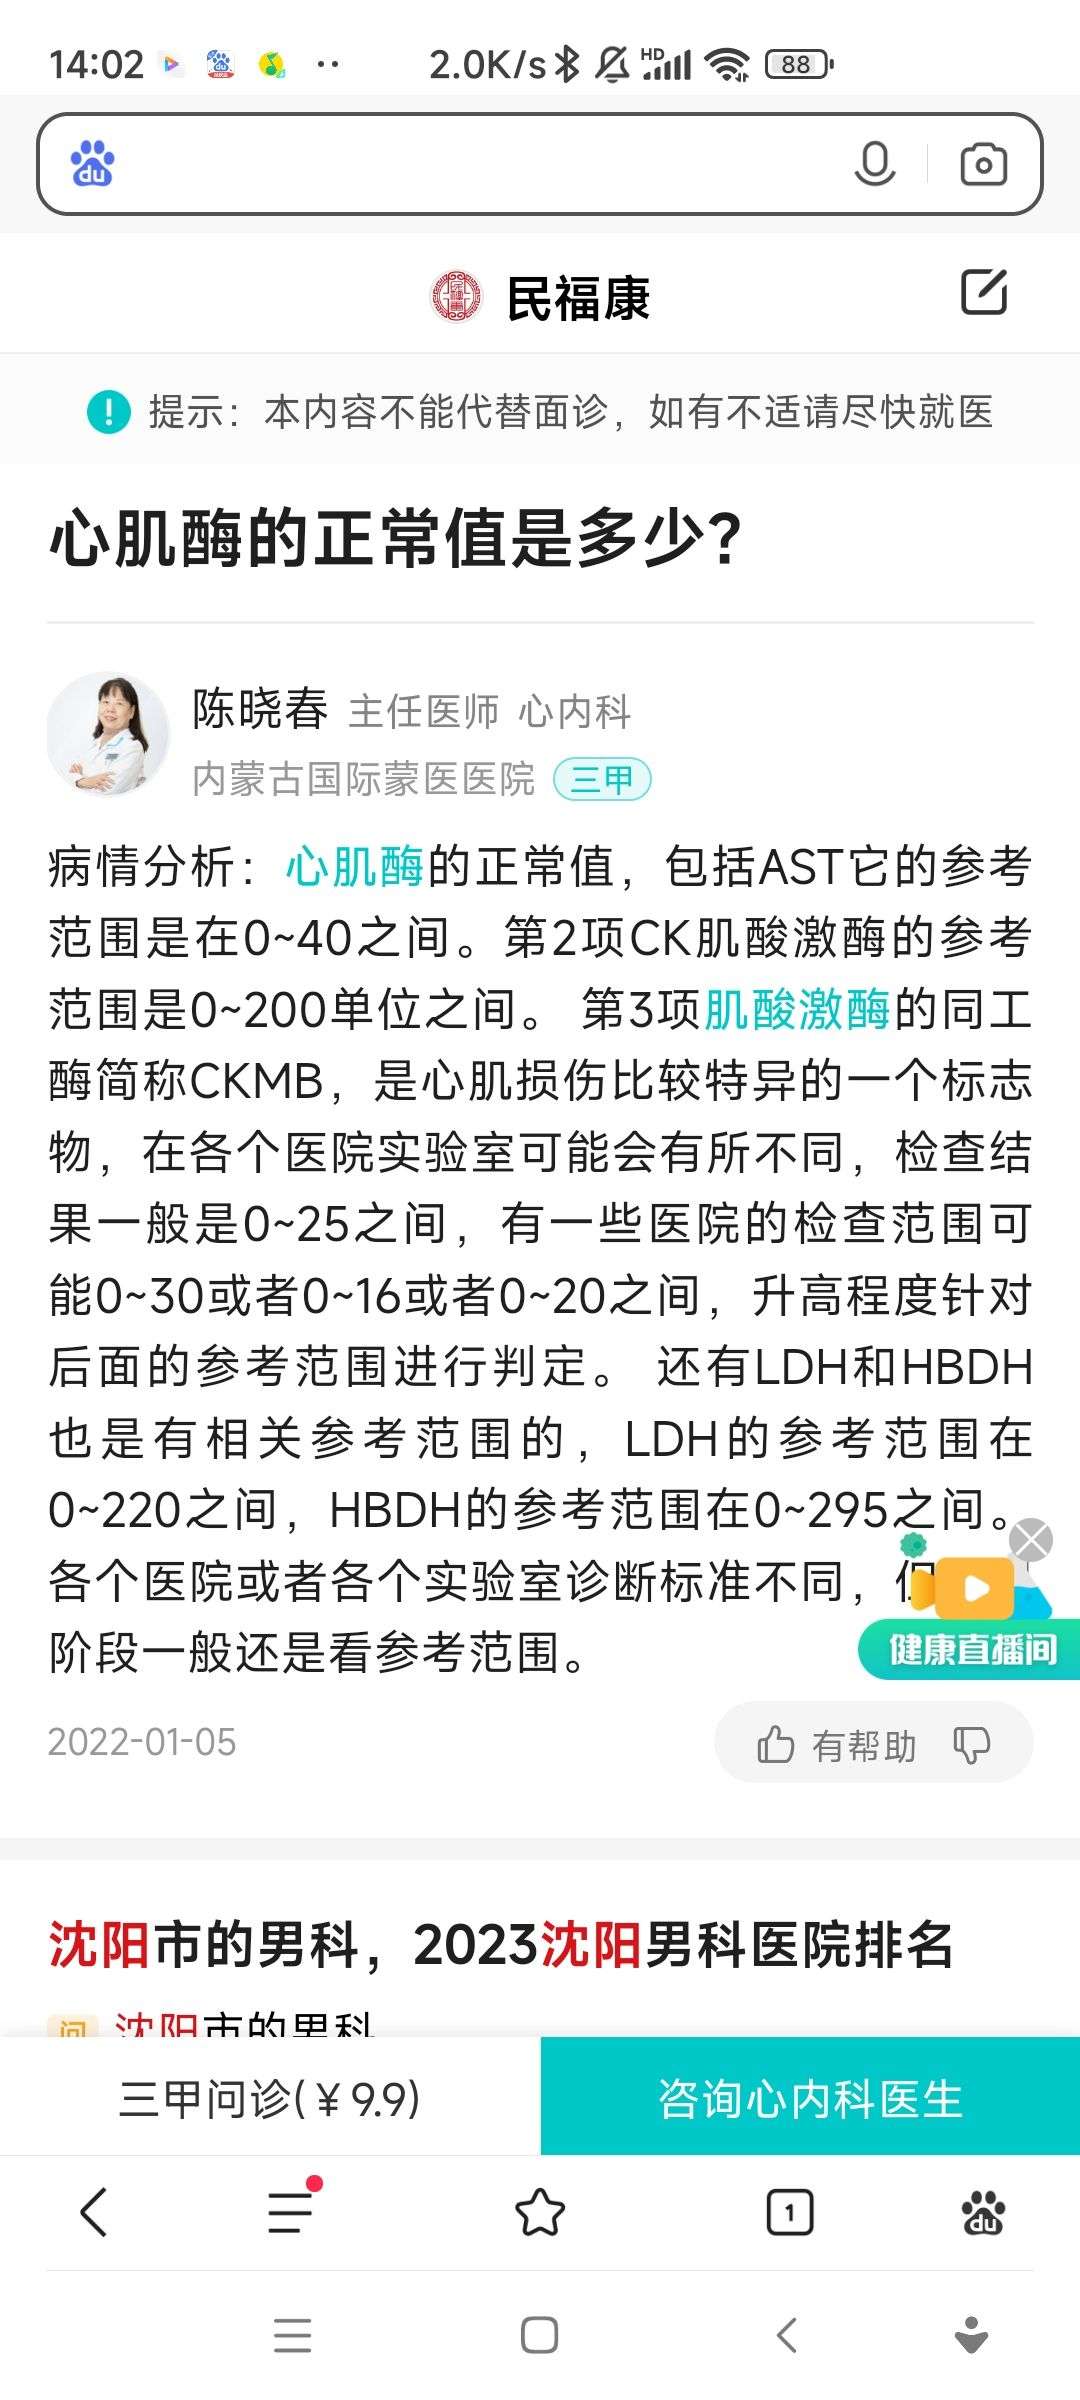 14:02
2.0K/s
HD
88
du
民福康
提示：本内容不能代替面诊，如有不适请尽快就医
心肌酶的正常值是多少？
陈晓春 主任医师 心内科
内蒙古国际蒙医医院 三甲
病情分析：心肌酶的正常值，包括AST它的参考
范围是在0~40之间。第2项CK肌酸激酶的参考
范围是0~200单位之间。 第3项肌酸激酶的同工
酶简称CKMB，是心肌损伤比较特异的一个标志
物，在各个医院实验室可能会有所不同，检查结
果一般是0~25之间，有一些医院的检查范围可
能0~30或者0~16或者0~20之间，升高程度针对
后面的参考范围进行判定。 还有LDH和HBDH
也是有相关参考范围的，LDH的参考范围在
0~220之间，HBDH的参考范围在0~295之间。
各个医院或者各个实验室诊断标准不同，
阶段一般还是看参考范围。
健康直播间
2022-01-05
有帮助
沈阳市的男科，2023沈阳男科医院排名
问 沈阳市的男科
三甲问诊(￥9.9)
咨询心内科医生
1
du